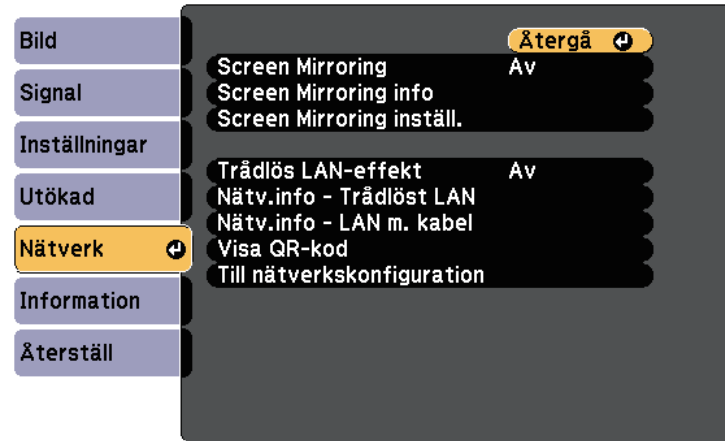 Bild
Signal
Inställningar
Utökad
Nätverk
Information
Återställ
Återgå
Screen Mirroring Av
Screen Mirroring info
Screen Mirroring inställ.
Trådlös LAN-effekt Av
Nätv.info - Trådlöst LAN
Nätv.info - LAN m. kabel
Visa QR-kod
Till nätverkskonfiguration